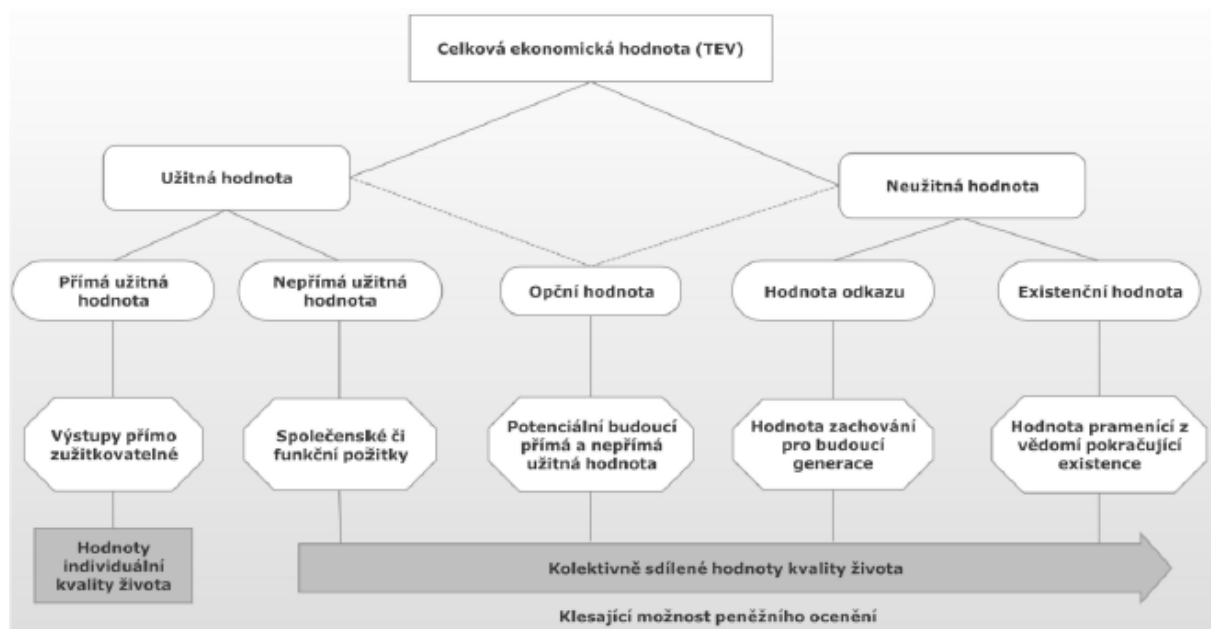 Celková ekonomická hodnota (TEV)
Užitná hodnota
Neužitná hodnota
Přímá užitná
hodnota
Nepřímá užitná
hodnota
Opční hodnota
Hodnota odkazu
Existenční hodnota
Výstupy přímo
zužitkovatelné
Společenské či
funkční požitky
Potenciální budoucí
přímá a nepřímá
užitná hodnota
Hodnota zachování
pro budoucí
generace
Hodnota pramenící z
vědomí pokračující
existence
Hodnoty
individuální
kvality života
Kolektivně sdílené hodnoty kvality života
Klesající možnost peněžního ocenění